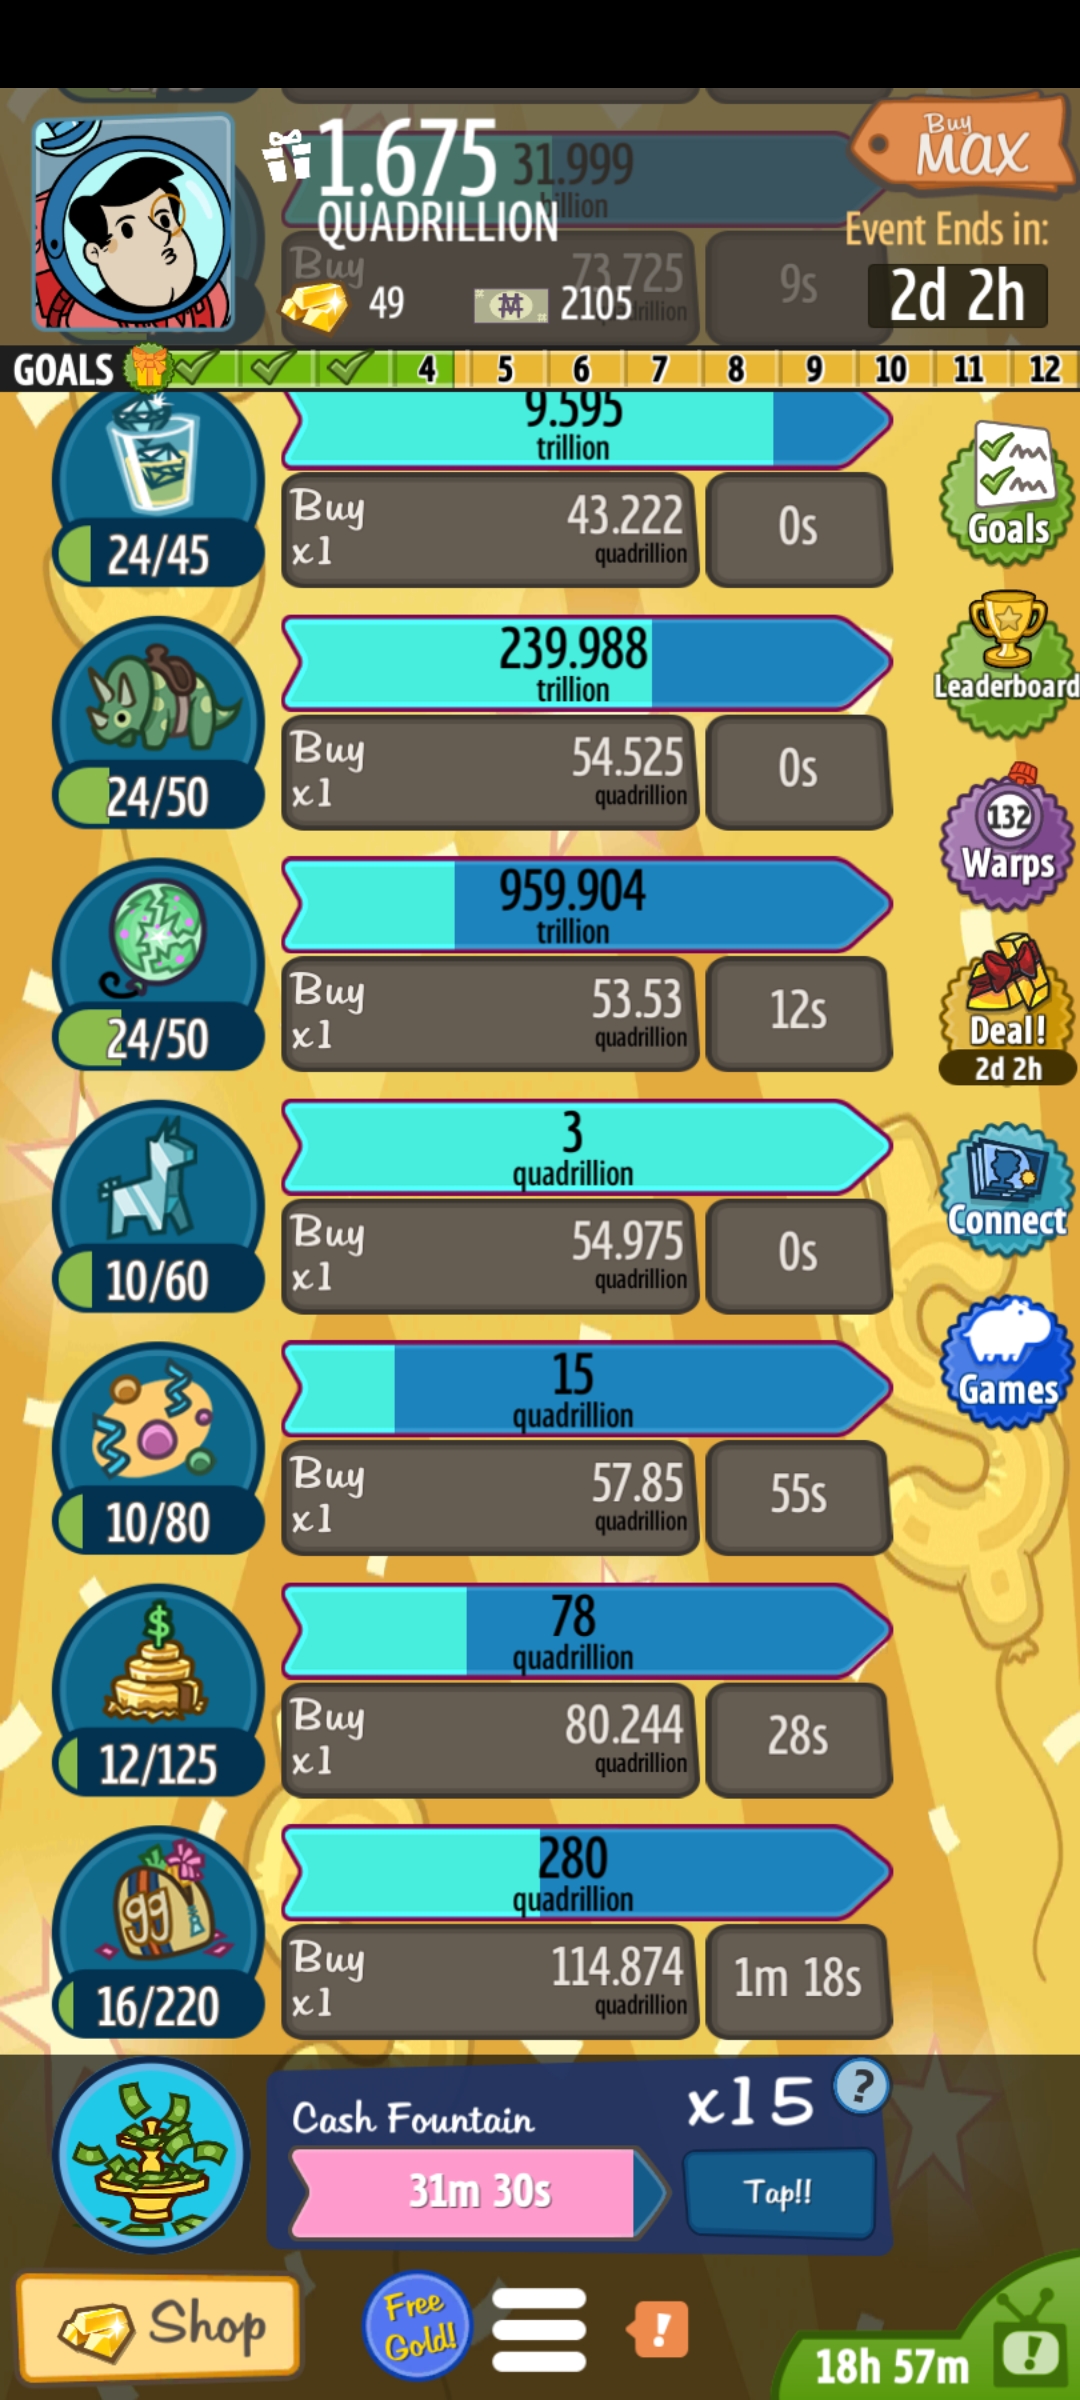 1.675
31.999
Buy
MAX
QUADRILLION
Event Ends in:
Buy
73.725
9s
2d 2h
49
2105
GOALS
4
5
6
7
8
9
10
11
12
9.595
trillion
Buy
x1
43.222
quadrillion
0s
24/45
Goals
239.988
trillion
Buy
x1
54.525
quadrillion
0s
24/50
Leaderboard
959.904
trillion
Buy
x1
53.53
quadrillion
12s
24/50
132
Warps
Deal!
2d 2h
3
quadrillion
Buy
x1
54.975
quadrillion
0s
10/60
Connect
15
quadrillion
Buy
x1
57.85
quadrillion
55s
10/80
Games
$
78
quadrillion
Buy
x1
80.244
quadrillion
28s
12/125
99
280
quadrillion
Buy
x1
114.874
quadrillion
1m 18s
16/220
Cash Fountain
x15
?
31m 30s
Tap!!
Shop
Free
Gold!
!
18h 57m
!